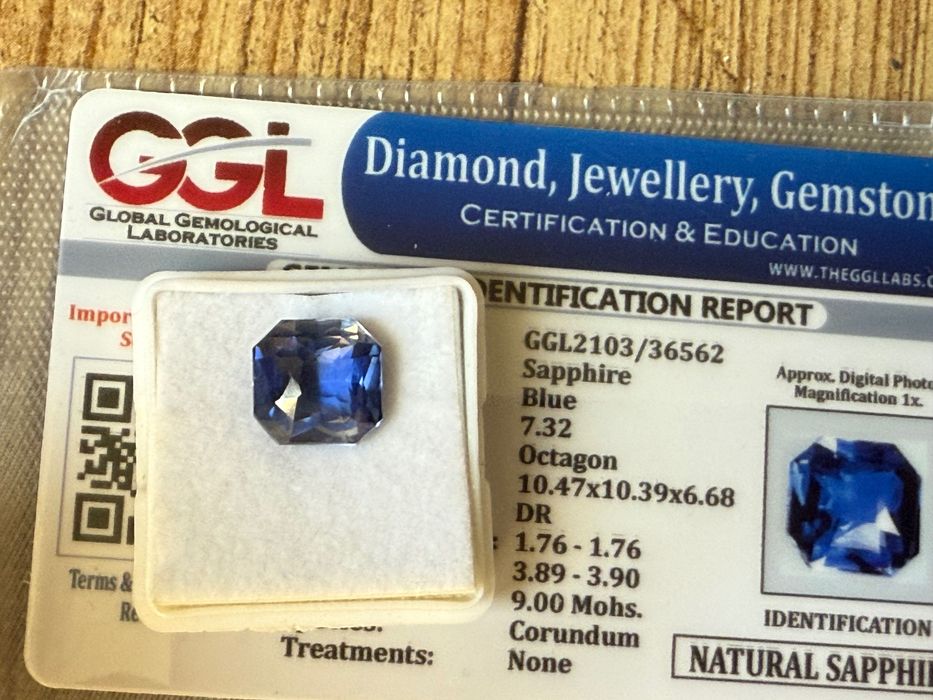 GGL
GLOBAL GEMOLOGICAL
LABORATORIES
Diamond, Jewellery, Gemston
CERTIFICATION & EDUCATION
WWW.THEGGLLABS.C
DENTIFICATION REPORT
Impor
S
GGL2103/36562
Sapphire
Blue
7.32
Octagon
10.47x10.39x6.68
DR
: 1.76 - 1.76
3.89 - 3.90
9.00 Mohs.
Corundum
Treatments: None
Approx. Digital Photo
Magnification 1x.
IDENTIFICATION
NATURAL SAPPHI
Terms &
Re